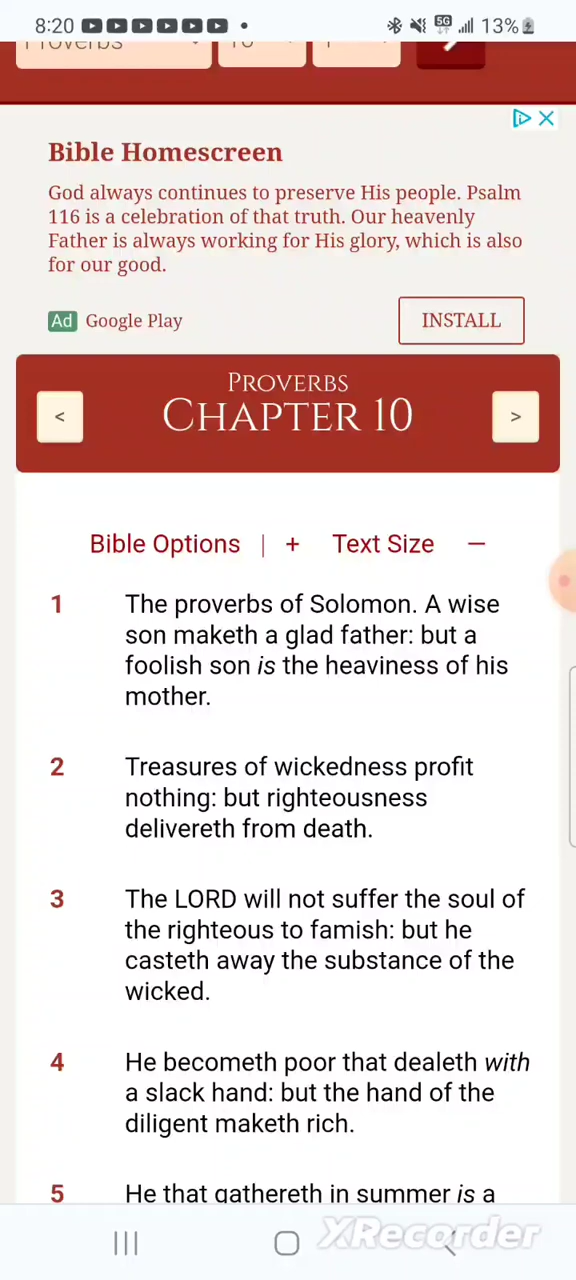 8:20
5G
13%
Proverbs
10
1
Bible Homescreen
God always continues to preserve His people. Psalm
116 is a celebration of that truth. Our heavenly
Father is always working for His glory, which is also
for our good.
Ad Google Play
INSTALL
PROVERBS
< CHAPTER 10 >
Bible Options | + Text Size —
1 The proverbs of Solomon. A wise
son maketh a glad father: but a
foolish son is the heaviness of his
mother.
2 Treasures of wickedness profit
nothing: but righteousness
delivereth from death.
3 The LORD will not suffer the soul of
the righteous to famish: but he
casteth away the substance of the
wicked.
4 He becometh poor that dealeth with
a slack hand: but the hand of the
diligent maketh rich.
5 He that gathereth in summer is a
XRecorder